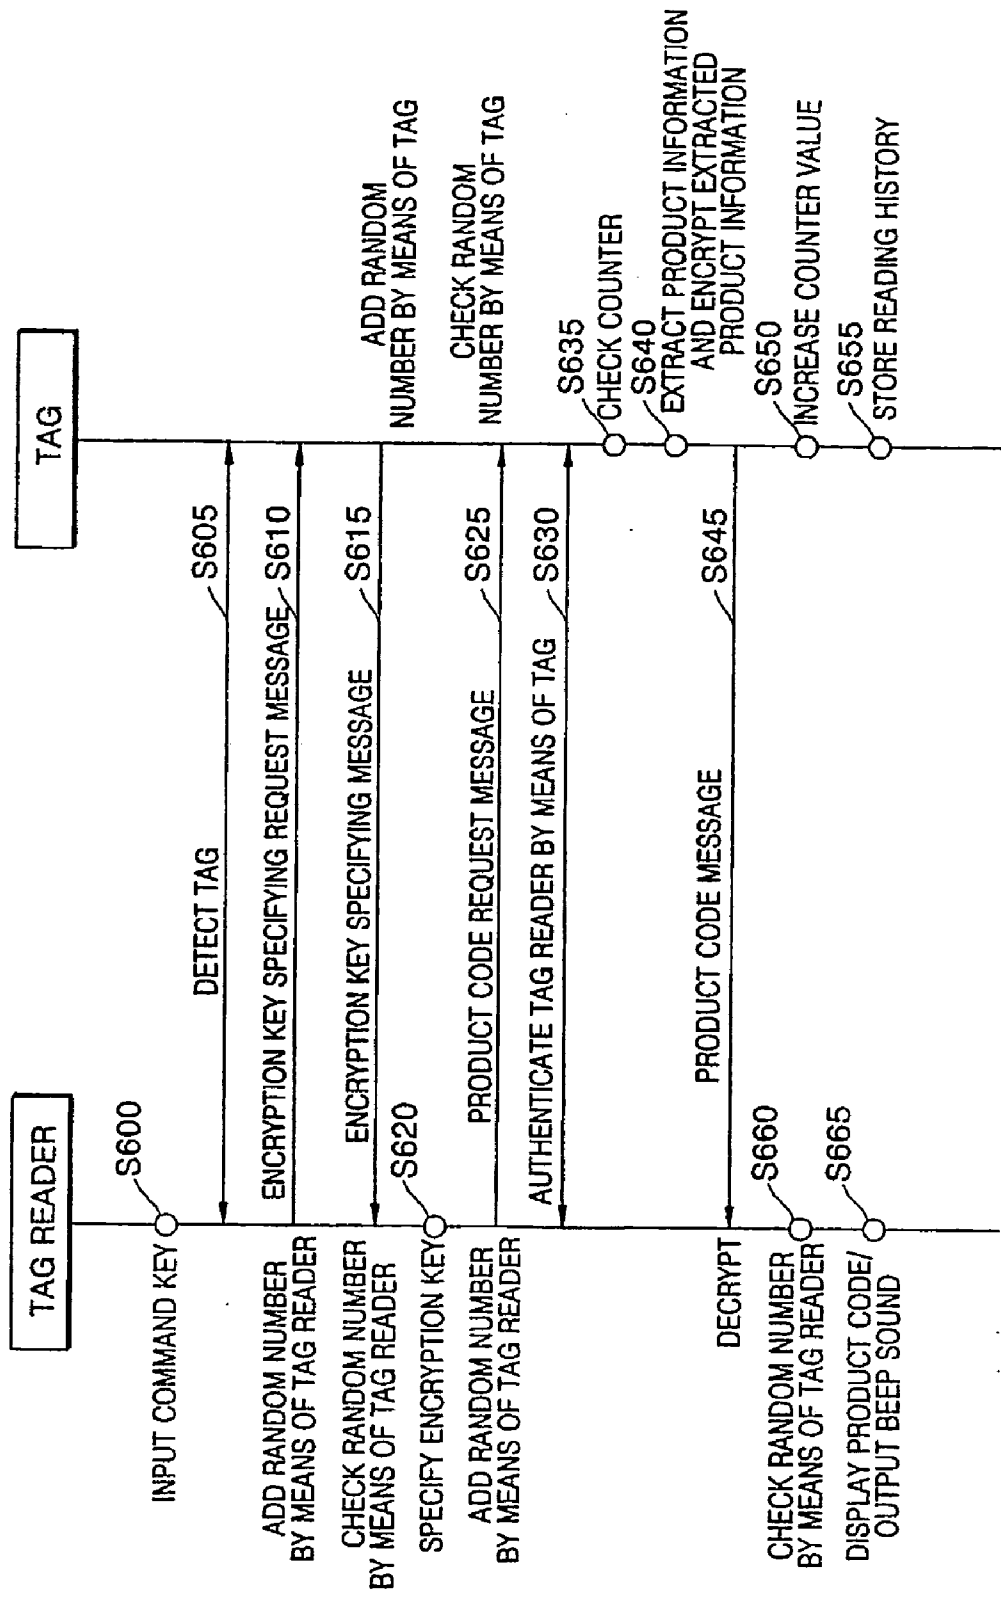 TAG READER
TAG
S600
INPUT COMMAND KEY
DETECT TAG
S605
ADD RANDOM NUMBER
BY MEANS OF TAG READER
ENCRYPTION KEY SPECIFYING REQUEST MESSAGE
S610
CHECK RANDOM NUMBER
BY MEANS OF TAG READER
ENCRYPTION KEY SPECIFYING MESSAGE
S615
ADD RANDOM
NUMBER BY MEANS OF TAG
S620
SPECIFY ENCRYPTION KEY
ADD RANDOM NUMBER
BY MEANS OF TAG READER
PRODUCT CODE REQUEST MESSAGE
S625
CHECK RANDOM
NUMBER BY MEANS OF TAG
AUTHENTICATE TAG READER BY MEANS OF TAG
S630
S635
CHECK COUNTER
S640
EXTRACT PRODUCT INFORMATION
AND ENCRYPT EXTRACTED
PRODUCT INFORMATION
DECRYPT
PRODUCT CODE MESSAGE
S645
S650
INCREASE COUNTER VALUE
S655
STORE READING HISTORY
S660
CHECK RANDOM NUMBER
BY MEANS OF TAG READER
S665
DISPLAY PRODUCT CODE/
OUTPUT BEEP SOUND